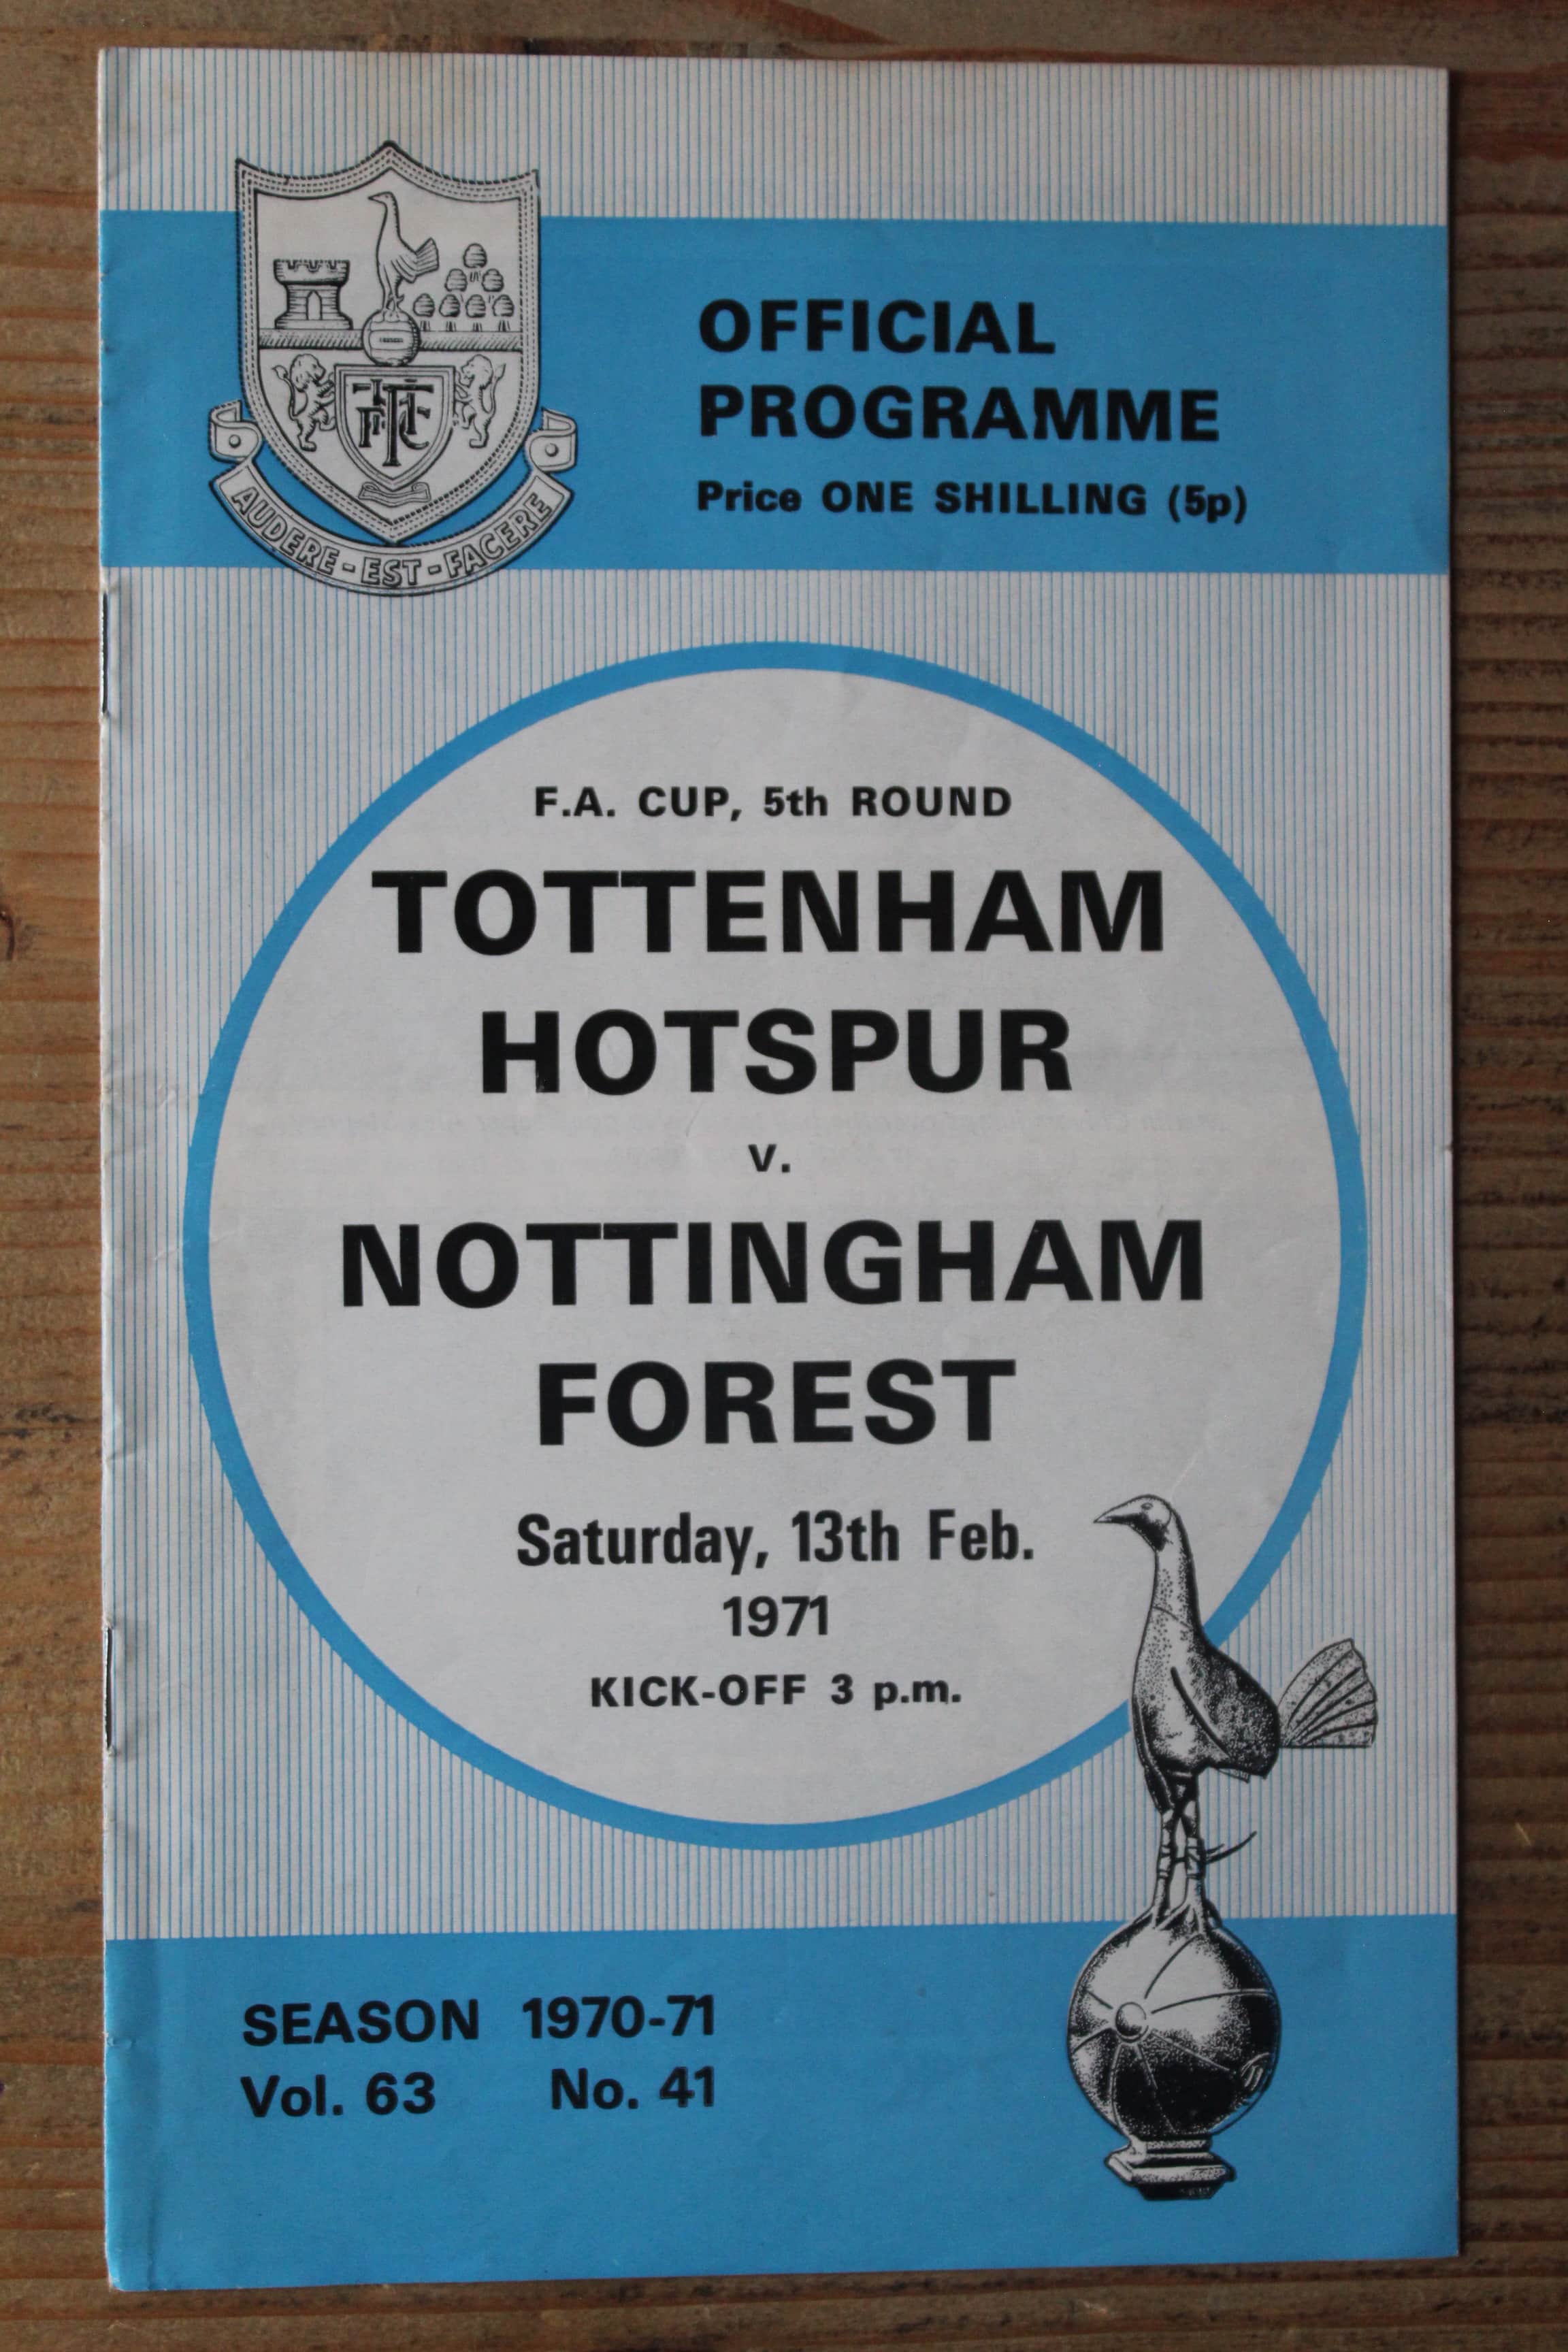 AUDERE - EST - FACERE
OFFICIAL
PROGRAMME
Price ONE SHILLING (5p)
F.A. CUP, 5th ROUND
TOTTENHAM
HOTSPUR
v.
NOTTINGHAM
FOREST
Saturday, 13th Feb.
1971
KICK-OFF 3 p.m.
SEASON 1970-71
Vol. 63 No. 41